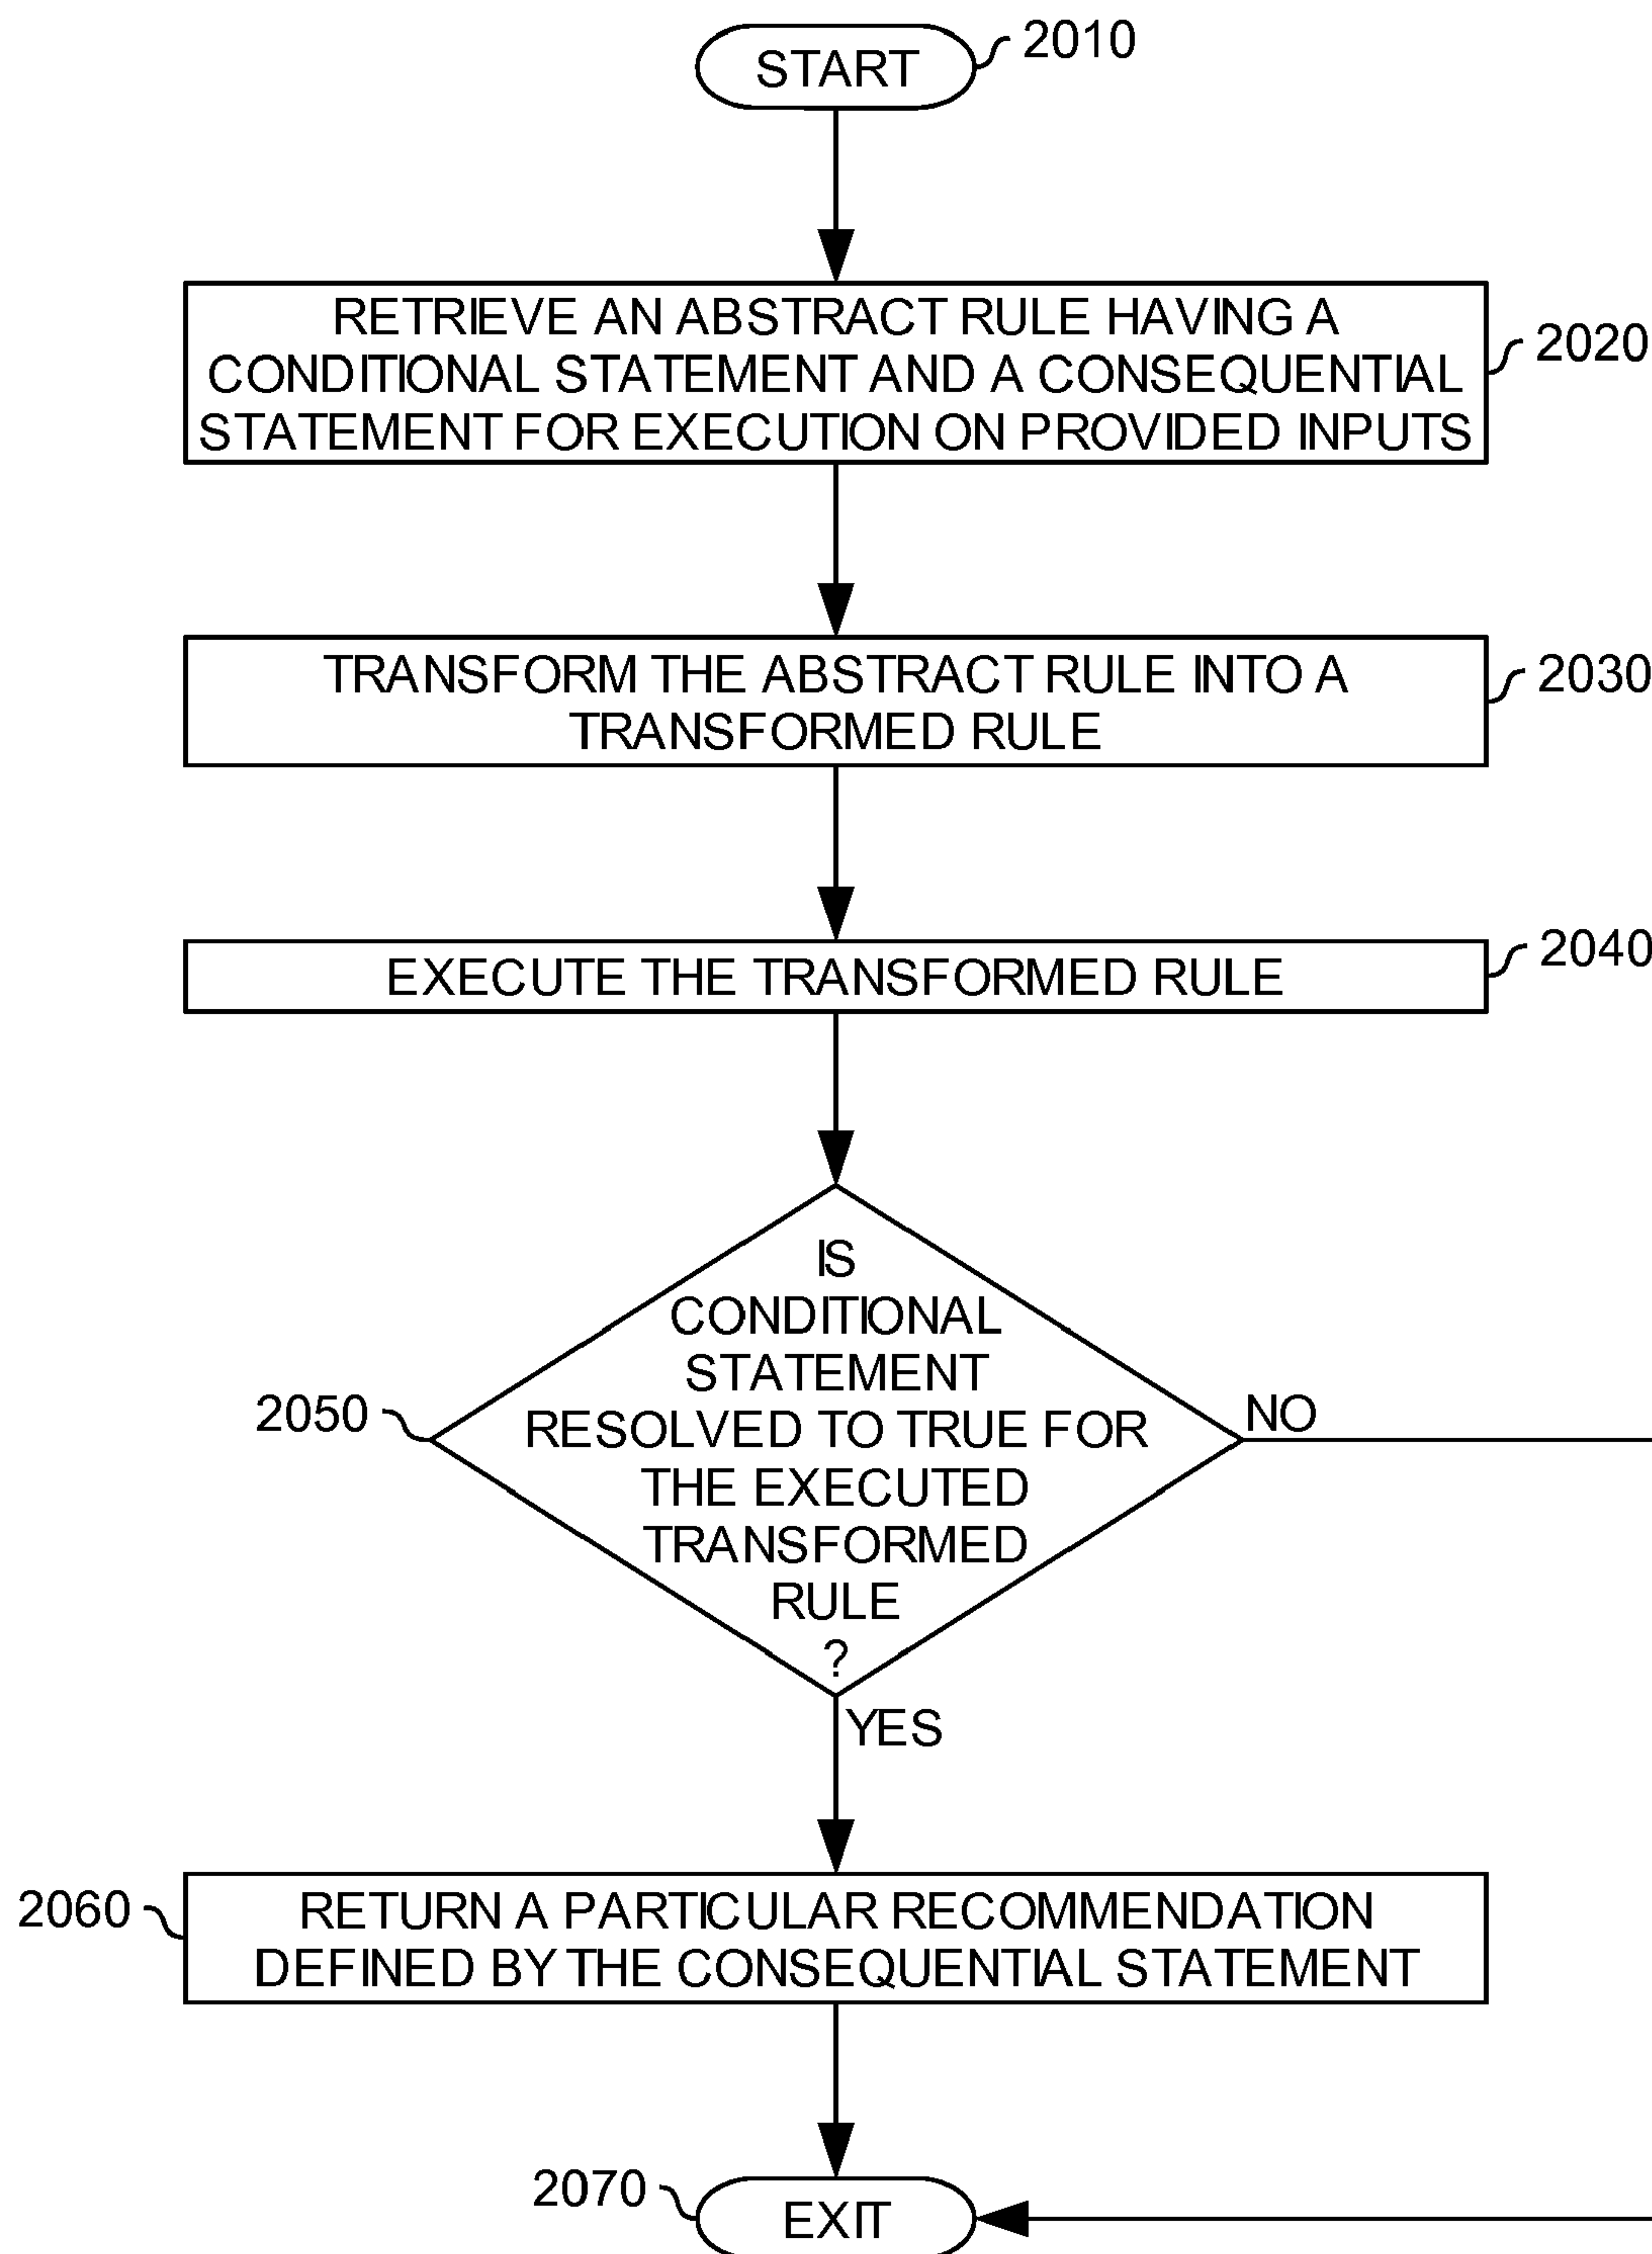 START
2010
RETRIEVE AN ABSTRACT RULE HAVING A
CONDITIONAL STATEMENT AND A CONSEQUENTIAL
STATEMENT FOR EXECUTION ON PROVIDED INPUTS
2020
TRANSFORM THE ABSTRACT RULE INTO A
TRANSFORMED RULE
2030
EXECUTE THE TRANSFORMED RULE
2040
IS
CONDITIONAL
STATEMENT
RESOLVED TO TRUE FOR
THE EXECUTED
TRANSFORMED
RULE
?
2050
NO
YES
2060
RETURN A PARTICULAR RECOMMENDATION
DEFINED BY THE CONSEQUENTIAL STATEMENT
2070
EXIT